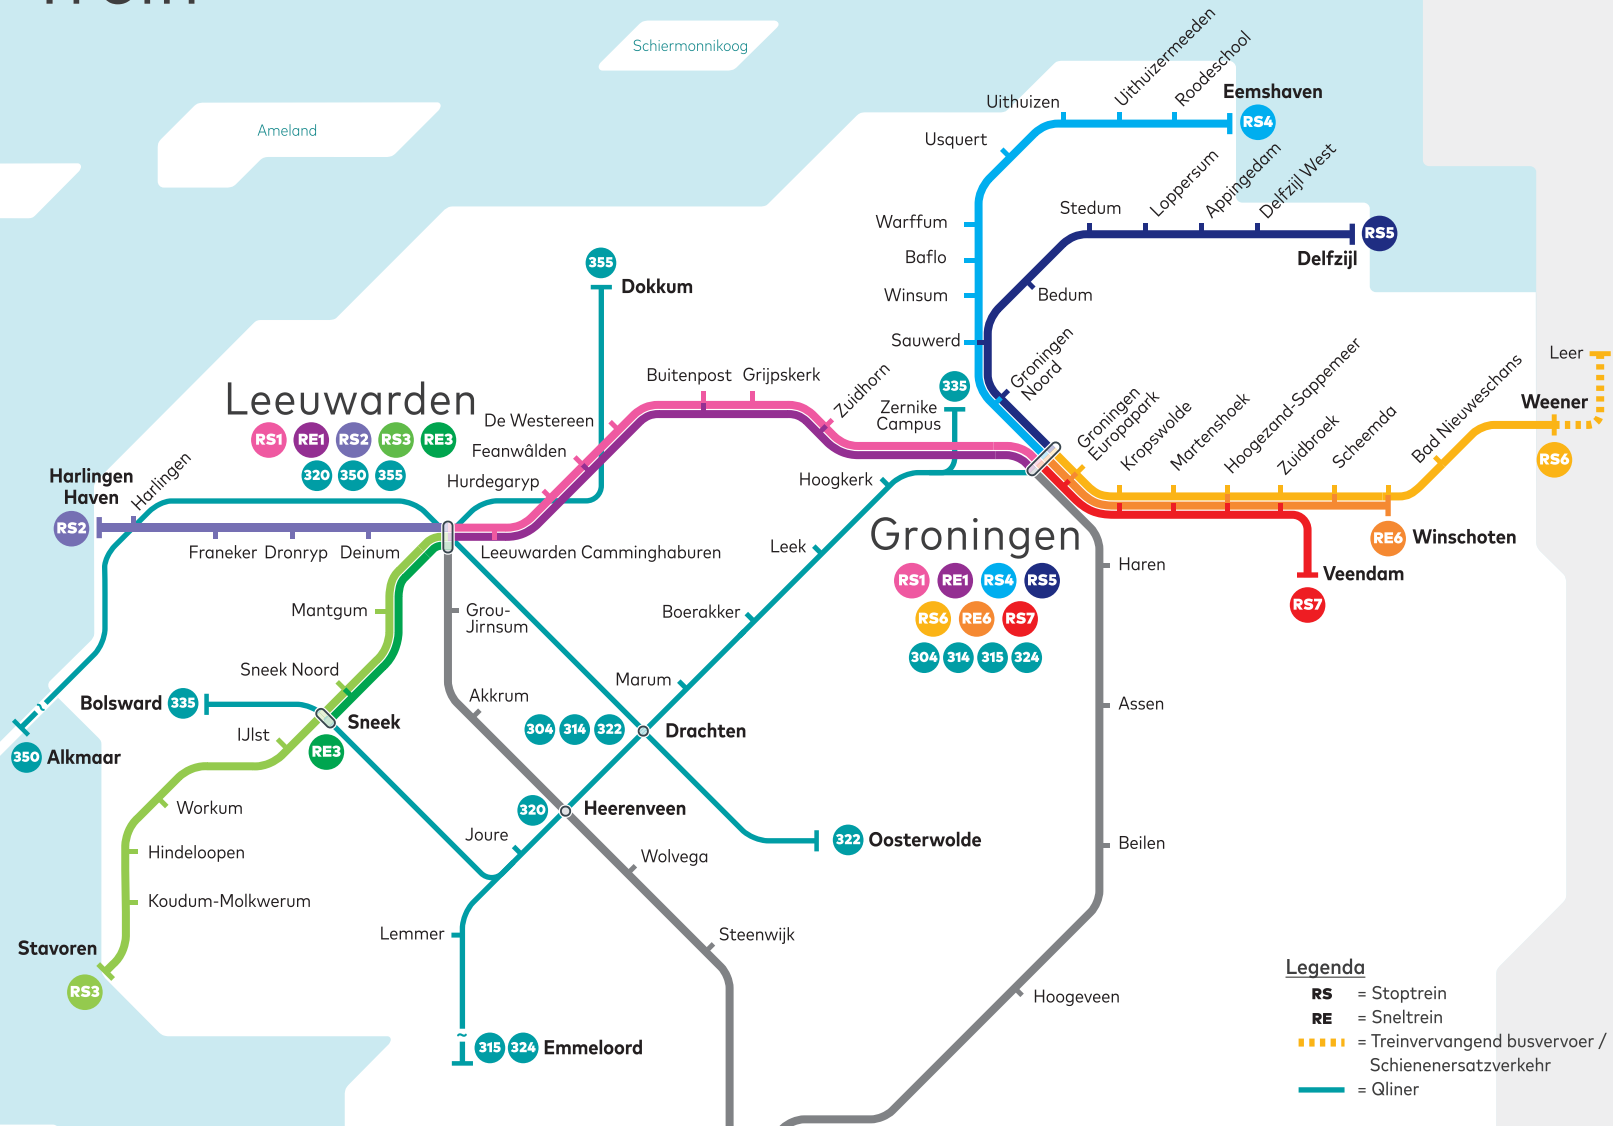 Schiermonnikoog
Ameland
Uithuizen
Uithuizermeeden
Roodeschool
Eemshaven
RS4
Usquert
Warffum
Baflo
Winsum
Sauwerd
Stedum
Loppersum
Appingedam
Delfzijl West
RS5
Delfzijl
Bedum
Groningen
Noord
355
Dokkum
Leeuwarden
RS1 RE1 RS2 RS3 RE3
320 350 355
Harlingen
Haven
RS2
Harlingen
Franeker
Dronryp
Deinum
Buitenpost
Grijpskerk
Zuidhorn
De Westereen
Feanwâlden
Hurdegaryp
Leeuwarden Camminghaburen
335
Zernike
Campus
Hoogkerk
Leek
Boerakker
Marum
Groningen
Europapark
Kropswolde
Martenshoek
Hoogezand-Sappemeer
Zuidbroek
Scheemda
Bad Nieuweschans
Leer
Weener
RS6
RE6
Winschoten
Veendam
RS7
Groningen
RS1 RE1 RS4 RS5
RS6 RE6 RS7
304 314 315 324
Haren
Assen
Beilen
Hoogeveen
Mantgum
Grou-
Jirnsum
Sneek Noord
Akkrum
Bolsward
335
Sneek
RE3
IJlst
304 314 322
Drachten
350
Alkmaar
Workum
Hindeloopen
Koudum-Molkwerum
Stavoren
RS3
320
Heerenveen
Joure
Wolvega
322
Oosterwolde
Lemmer
Steenwijk
315 324
Emmeloord
Legenda
RS = Stoptrein
RE = Sneltrein
= Treinvervangend busvervoer /
Schienenersatzverkehr
= Qliner